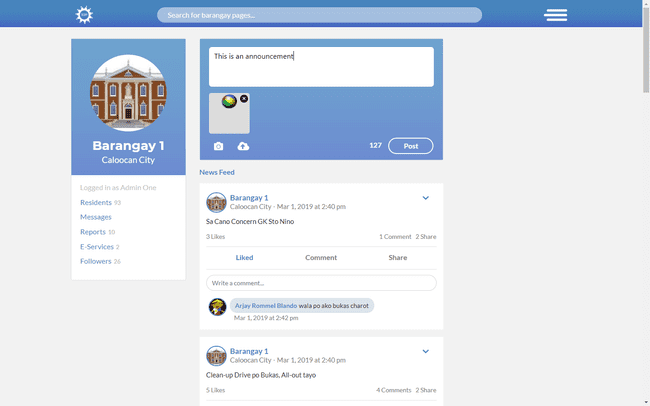 Search for barangay pages...
Barangay 1
Caloocan City
Logged in as Admin One
Residents 93
Messages
Reports 10
E-Services 2
Followers 26
This is an announcement
127
Post
News Feed
Barangay 1
Caloocan City - Mar 1, 2019 at 2:40 pm
Sa Cano Concern GK Sto Nino
3 Likes
1 Comment 2 Share
Liked
Comment
Share
Write a comment...
Arjay Rommel Blando wala po ako bukas charot
Mar 1, 2019 at 2:42 pm
Barangay 1
Caloocan City - Mar 1, 2019 at 2:40 pm
Clean-up Drive po Bukas, All-out tayo
5 Likes
4 Comments 2 Share